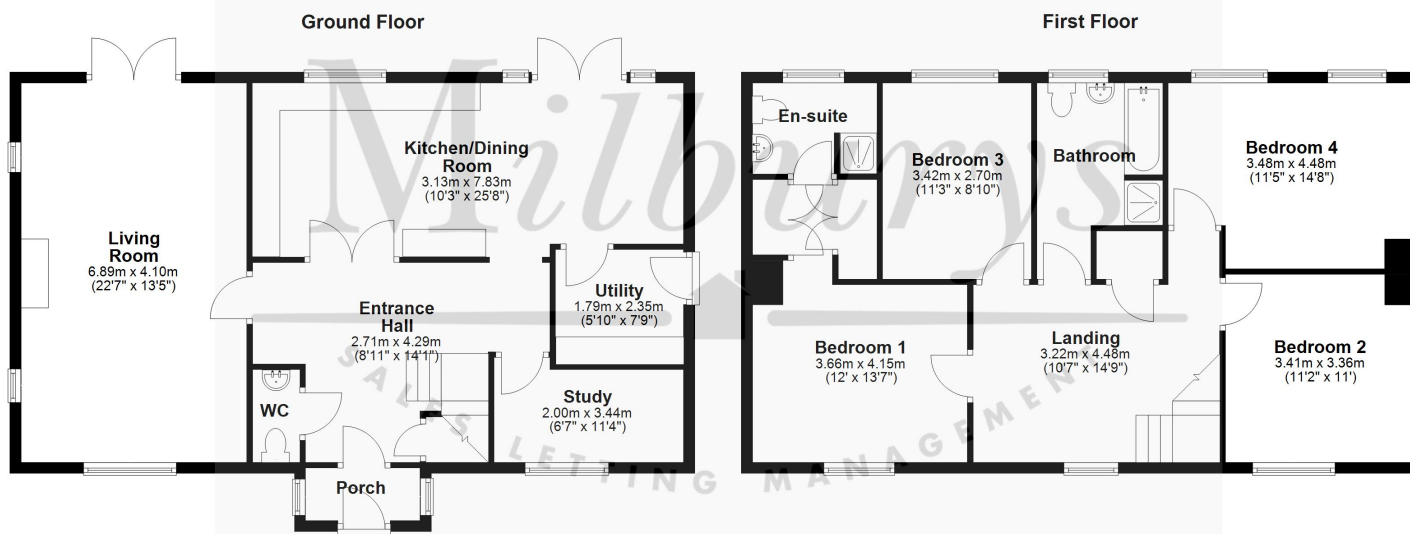 Ground Floor
First Floor
Milburys
SALES LETTING MANAGEMENT
Living
Room
6.89m x 4.10m
(22'7" x 13'5")
Kitchen/Dining
Room
3.13m x 7.83m
(10'3" x 25'8")
Entrance
Hall
2.71m x 4.29m
(8'11" x 14'1")
Utility
1.79m x 2.35m
(5'10" x 7'9")
WC
Study
2.00m x 3.44m
(6'7" x 11'4")
Porch
En-suite
Bedroom 3
3.42m x 2.70m
(11'3" x 8'10")
Bathroom
Bedroom 4
3.48m x 4.48m
(11'5" x 14'8")
Bedroom 1
3.66m x 4.15m
(12' x 13'7")
Landing
3.22m x 4.48m
(10'7" x 14'9")
Bedroom 2
3.41m x 3.36m
(11'2" x 11')